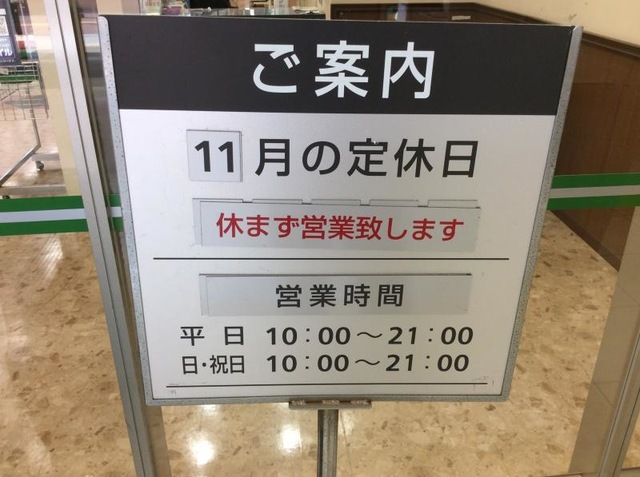 ご案内
11月の定休日
休まず営業致します
営業時間
平日 10:00～21:00
日・祝日 10:00～21:00